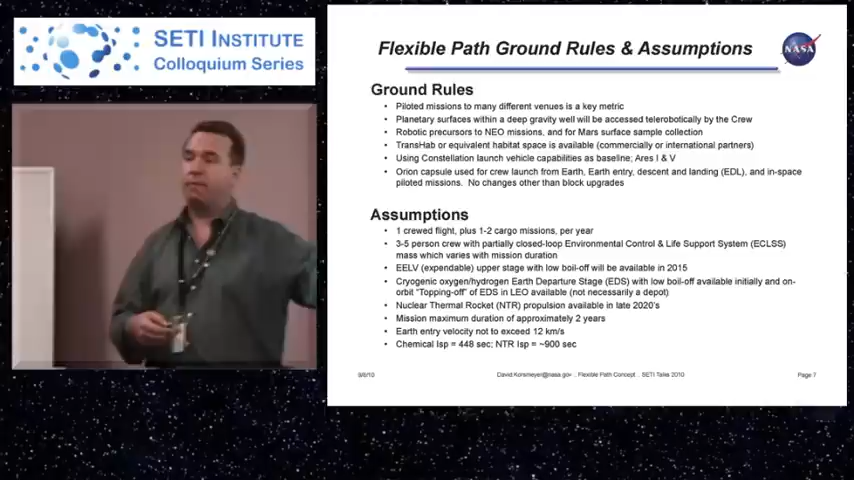 SETI INSTITUTE
Colloquium Series
Flexible Path Ground Rules & Assumptions
NASA
Ground Rules
• Piloted missions to many different venues is a key metric
• Planetary surfaces within a deep gravity well will be accessed telerobotically by the Crew
• Robotic precursors to NEO missions, and for Mars surface sample collection
• TransHab or equivalent habitat space is available (commercially or international partners)
• Using Constellation launch vehicle capabilities as baseline; Ares I & V
• Orion capsule used for crew launch from Earth, Earth entry, descent and landing (EDL), and in-space
piloted missions. No changes other than block upgrades
Assumptions
• 1 crewed flight, plus 1-2 cargo missions, per year
• 3-5 person crew with partially closed-loop Environmental Control & Life Support System (ECLSS)
mass which varies with mission duration
• EELV (expendable) upper stage with low boil-off will be available in 2015
• Cryogenic oxygen/hydrogen Earth Departure Stage (EDS) with low boil-off available initially and on-
orbit "Topping-off" of EDS in LEO available (not necessarily a depot)
• Nuclear Thermal Rocket (NTR) propulsion available in late 2020's
• Mission maximum duration of approximately 2 years
• Earth entry velocity not to exceed 12 km/s
• Chemical Isp = 448 sec; NTR Isp = ~900 sec
9/8/10 David.Korsmeyer@nasa.gov . Flexible Path Concept . SETI Talks 2010 Page 7